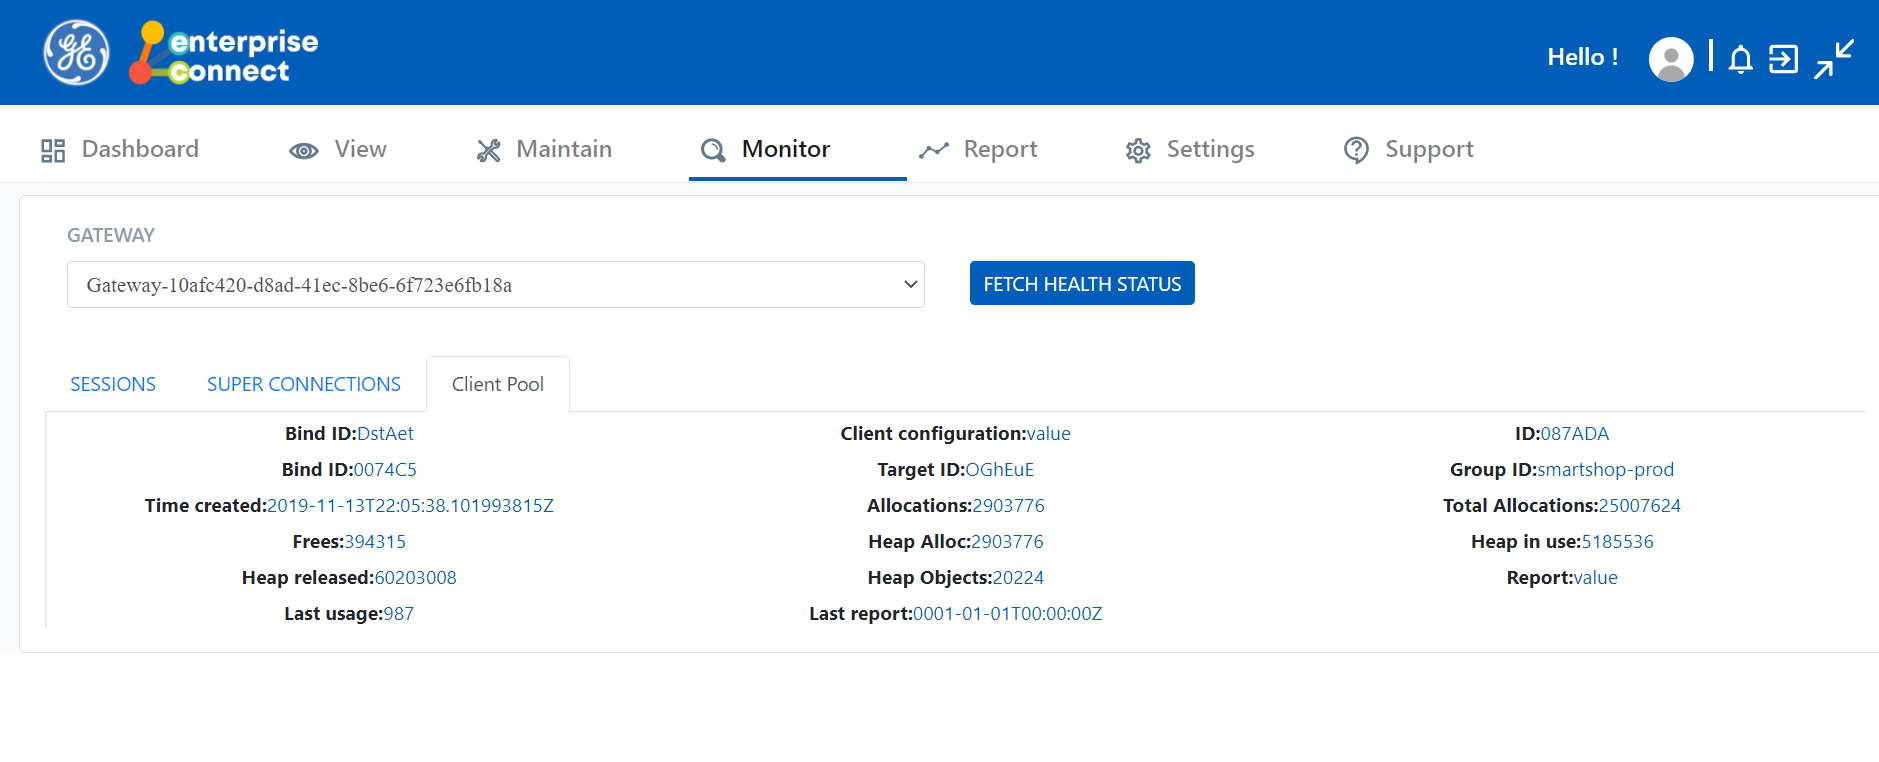 GE
enterprise
connect
Hello !
Dashboard View Maintain Monitor Report Settings Support
GATEWAY
Gateway-10afc420-d8ad-41ec-8be6-6f723e6fb18a FETCH HEALTH STATUS
SESSIONS SUPER CONNECTIONS Client Pool
Bind ID:DstAet Client configuration:value ID:087ADA
Bind ID:0074C5 Target ID:OGhEuE Group ID:smartshop-prod
Time created:2019-11-13T22:05:38.101993815Z Allocations:2903776 Total Allocations:25007624
Frees:394315 Heap Alloc:2903776 Heap in use:5185536
Heap released:60203008 Heap Objects:20224 Report:value
Last usage:987 Last report:0001-01-01T00:00:00Z